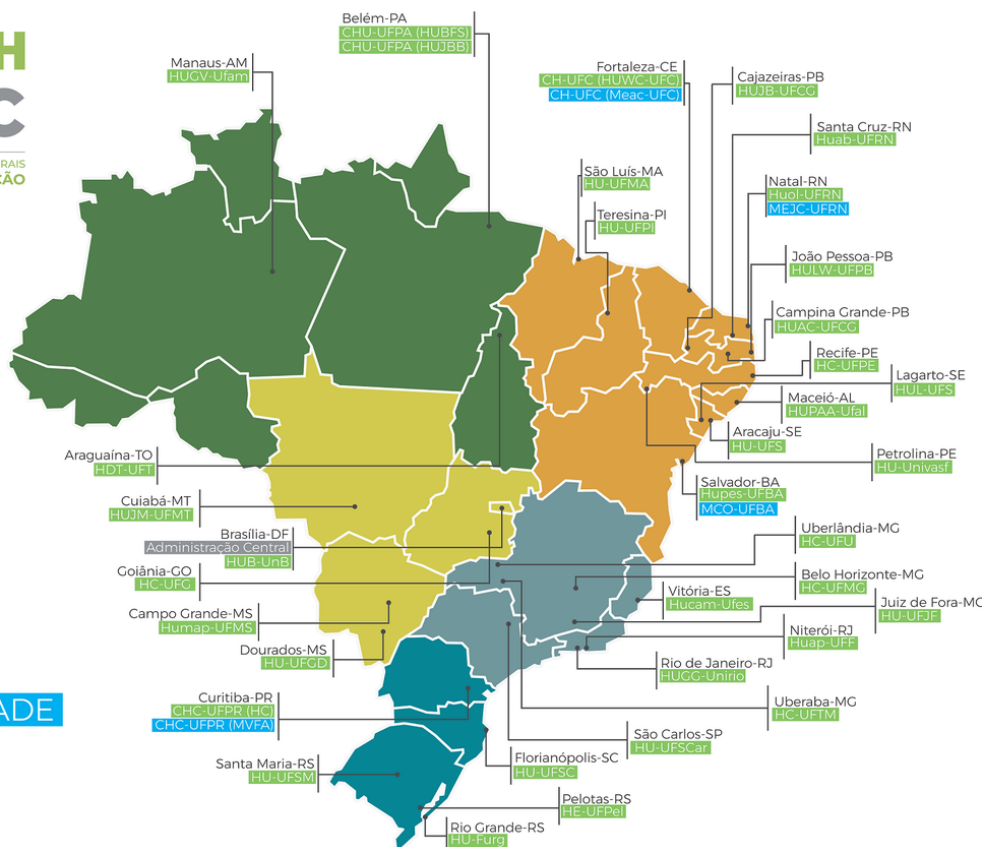 H
C
RAIS
ÇÃO
Belém-PA
CHU-UFPA (HUBFS)
CHU-UFPA (HUJBB)
Manaus-AM
HUGV-Ufam
Fortaleza-CE
CH-UFC (HUWC-UFC)
CH-UFC (Meac-UFC)
Cajazeiras-PB
HUJB-UFCG
Santa Cruz-RN
Huab-UFRN
São Luís-MA
HU-UFMA
Natal-RN
Huol-UFRN
MEJC-UFRN
Teresina-PI
HU-UFPI
João Pessoa-PB
HULW-UFPB
Campina Grande-PB
HUAC-UFCG
Recife-PE
HC-UFPE
Lagarto-SE
HUL-UFS
Maceió-AL
HUPAA-Ufal
Aracaju-SE
HU-UFS
Petrolina-PE
HU-Univasf
Araguaína-TO
HDT-UFT
Salvador-BA
Hupes-UFBA
MCO-UFBA
Cuiabá-MT
HUJM-UFMT
Brasília-DF
Administração Central
HUB-UnB
Uberlândia-MG
HC-UFU
Goiânia-GO
HC-UFG
Belo Horizonte-MG
HC-UFMG
Vitória-ES
Hucam-Ufes
Juiz de Fora-MG
HU-UFJF
Campo Grande-MS
Humap-UFMS
Niterói-RJ
Huap-UFF
Dourados-MS
HU-UFGD
Rio de Janeiro-RJ
HUGG-Unirio
Curitiba-PR
CHC-UFPR (HC)
CHC-UFPR (MVFA)
ADE
Uberaba-MG
HC-UFTM
São Carlos-SP
HU-UFSCar
Florianópolis-SC
HU-UFSC
Santa Maria-RS
HU-UFSM
Pelotas-RS
HE-UFPel
Rio Grande-RS
HU-Furg